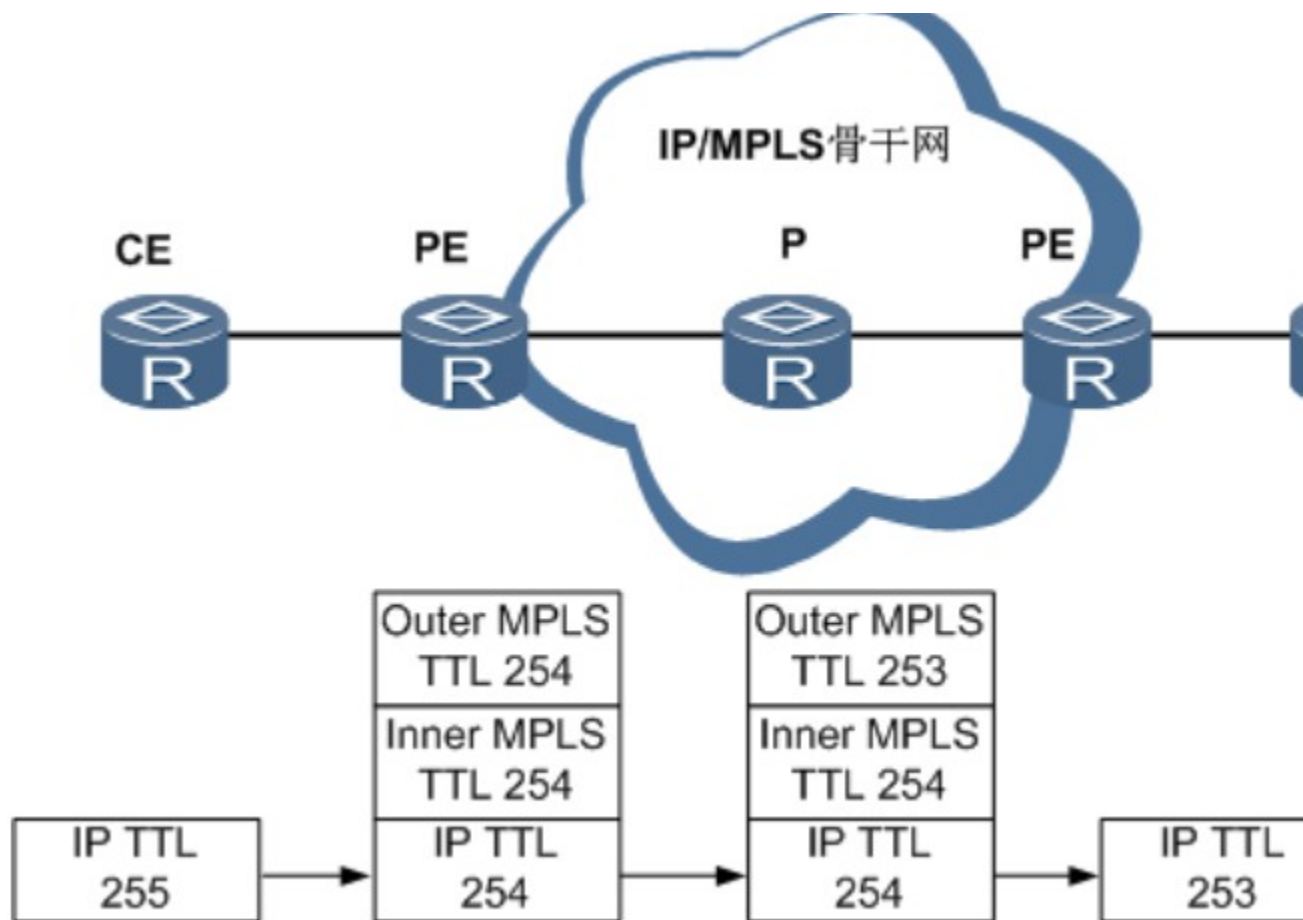 IP/MPLS骨干网
CE
PE
P
PE
R
R
R
R
Outer MPLS
TTL 254
Outer MPLS
TTL 253
Inner MPLS
TTL 254
Inner MPLS
TTL 254
IP TTL
255
IP TTL
254
IP TTL
254
IP TTL
253